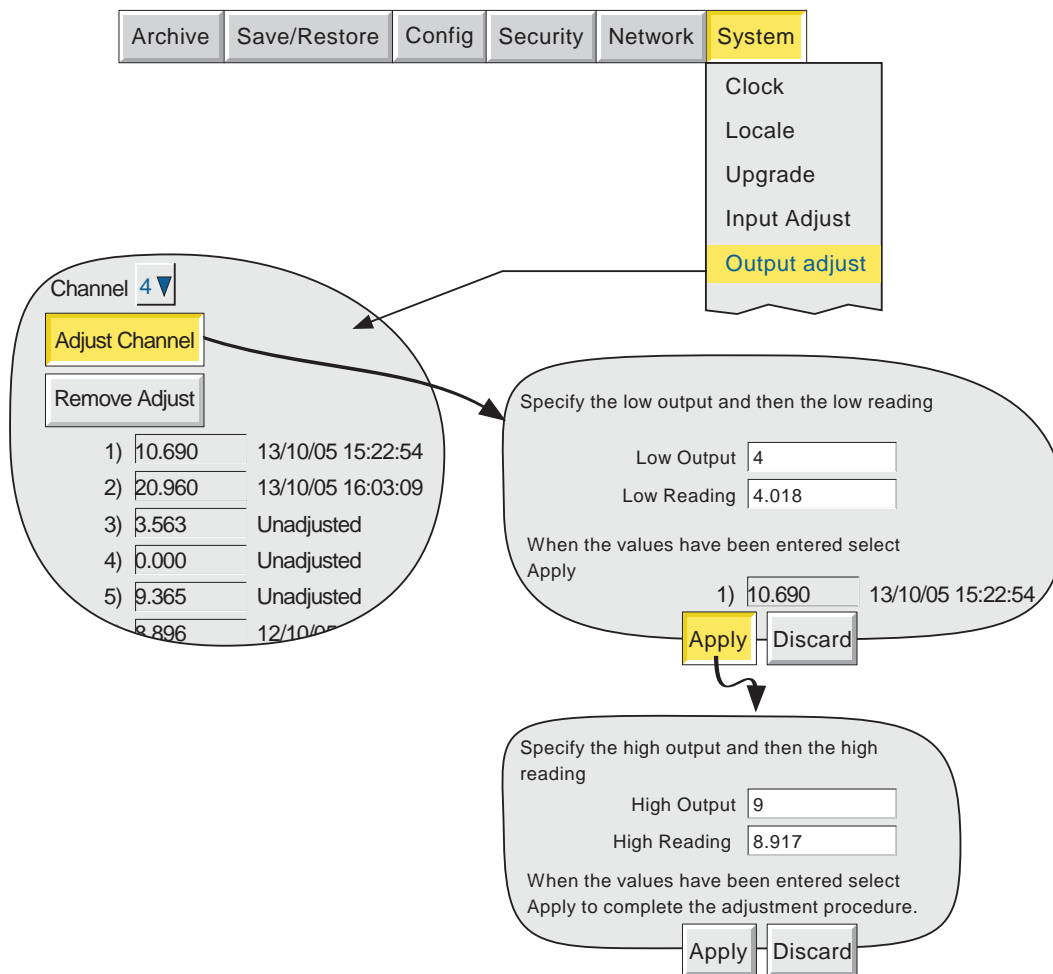 Archive Save/Restore Config Security Network System
Clock
Locale
Upgrade
Input Adjust
Output adjust
Channel 4
Adjust Channel
Remove Adjust
1) 10.690 13/10/05 15:22:54
2) 20.960 13/10/05 16:03:09
3) 3.563 Unadjusted
4) 0.000 Unadjusted
5) 9.365 Unadjusted
8.896 12/10/05
Specify the low output and then the low reading
Low Output 4
Low Reading 4.018
When the values have been entered select
Apply
1) 10.690 13/10/05 15:22:54
Apply Discard
Specify the high output and then the high
reading
High Output 9
High Reading 8.917
When the values have been entered select
Apply to complete the adjustment procedure.
Apply Discard